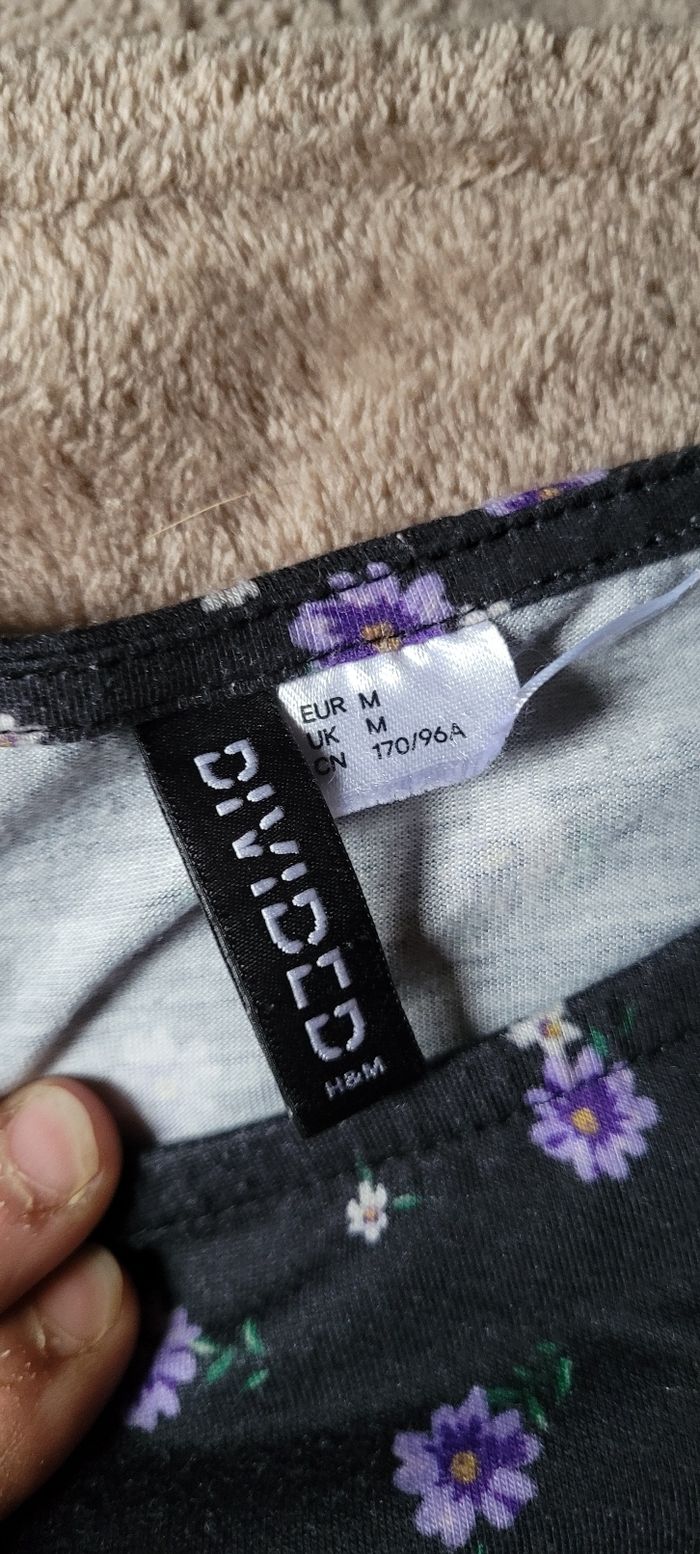 EUR M
UK M
CN 170/96A
DIVIDED
H&M